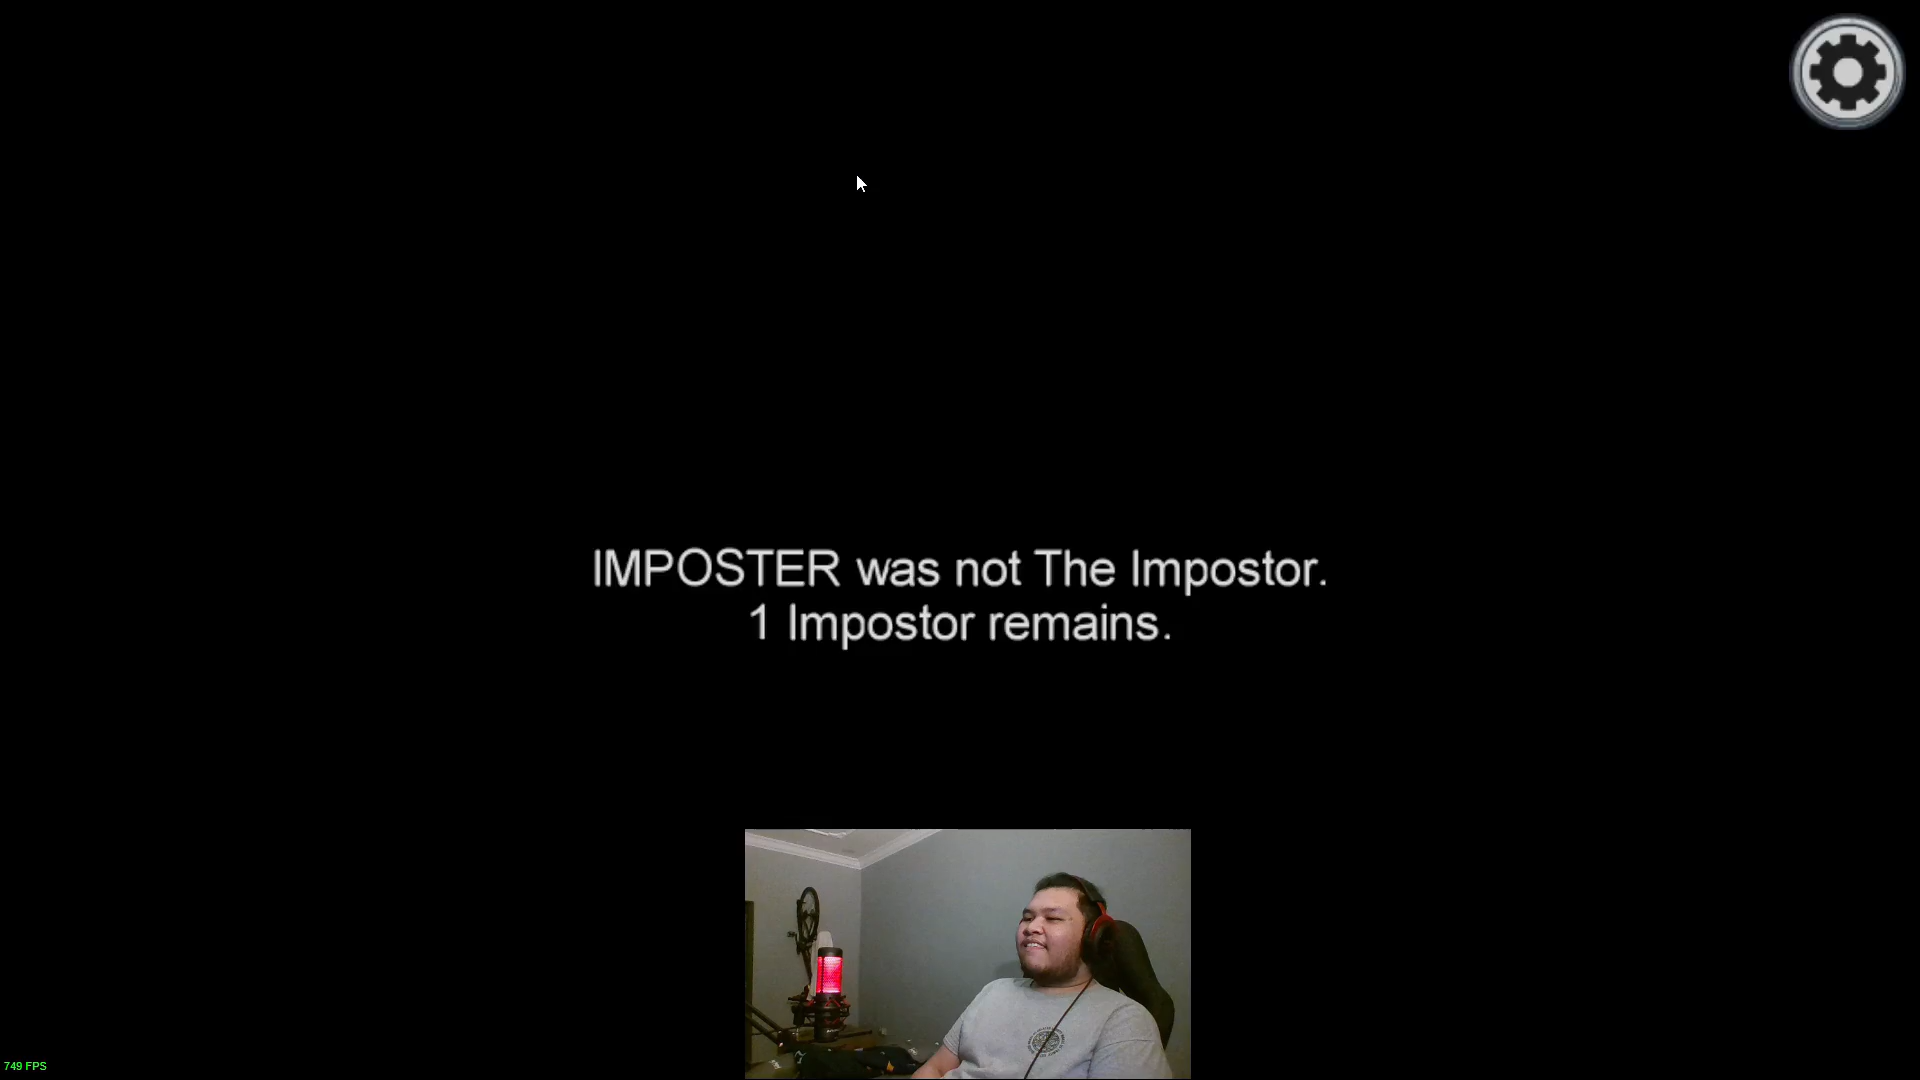 IMPOSTER was not The Impostor.
1 Impostor remains.
749 FPS